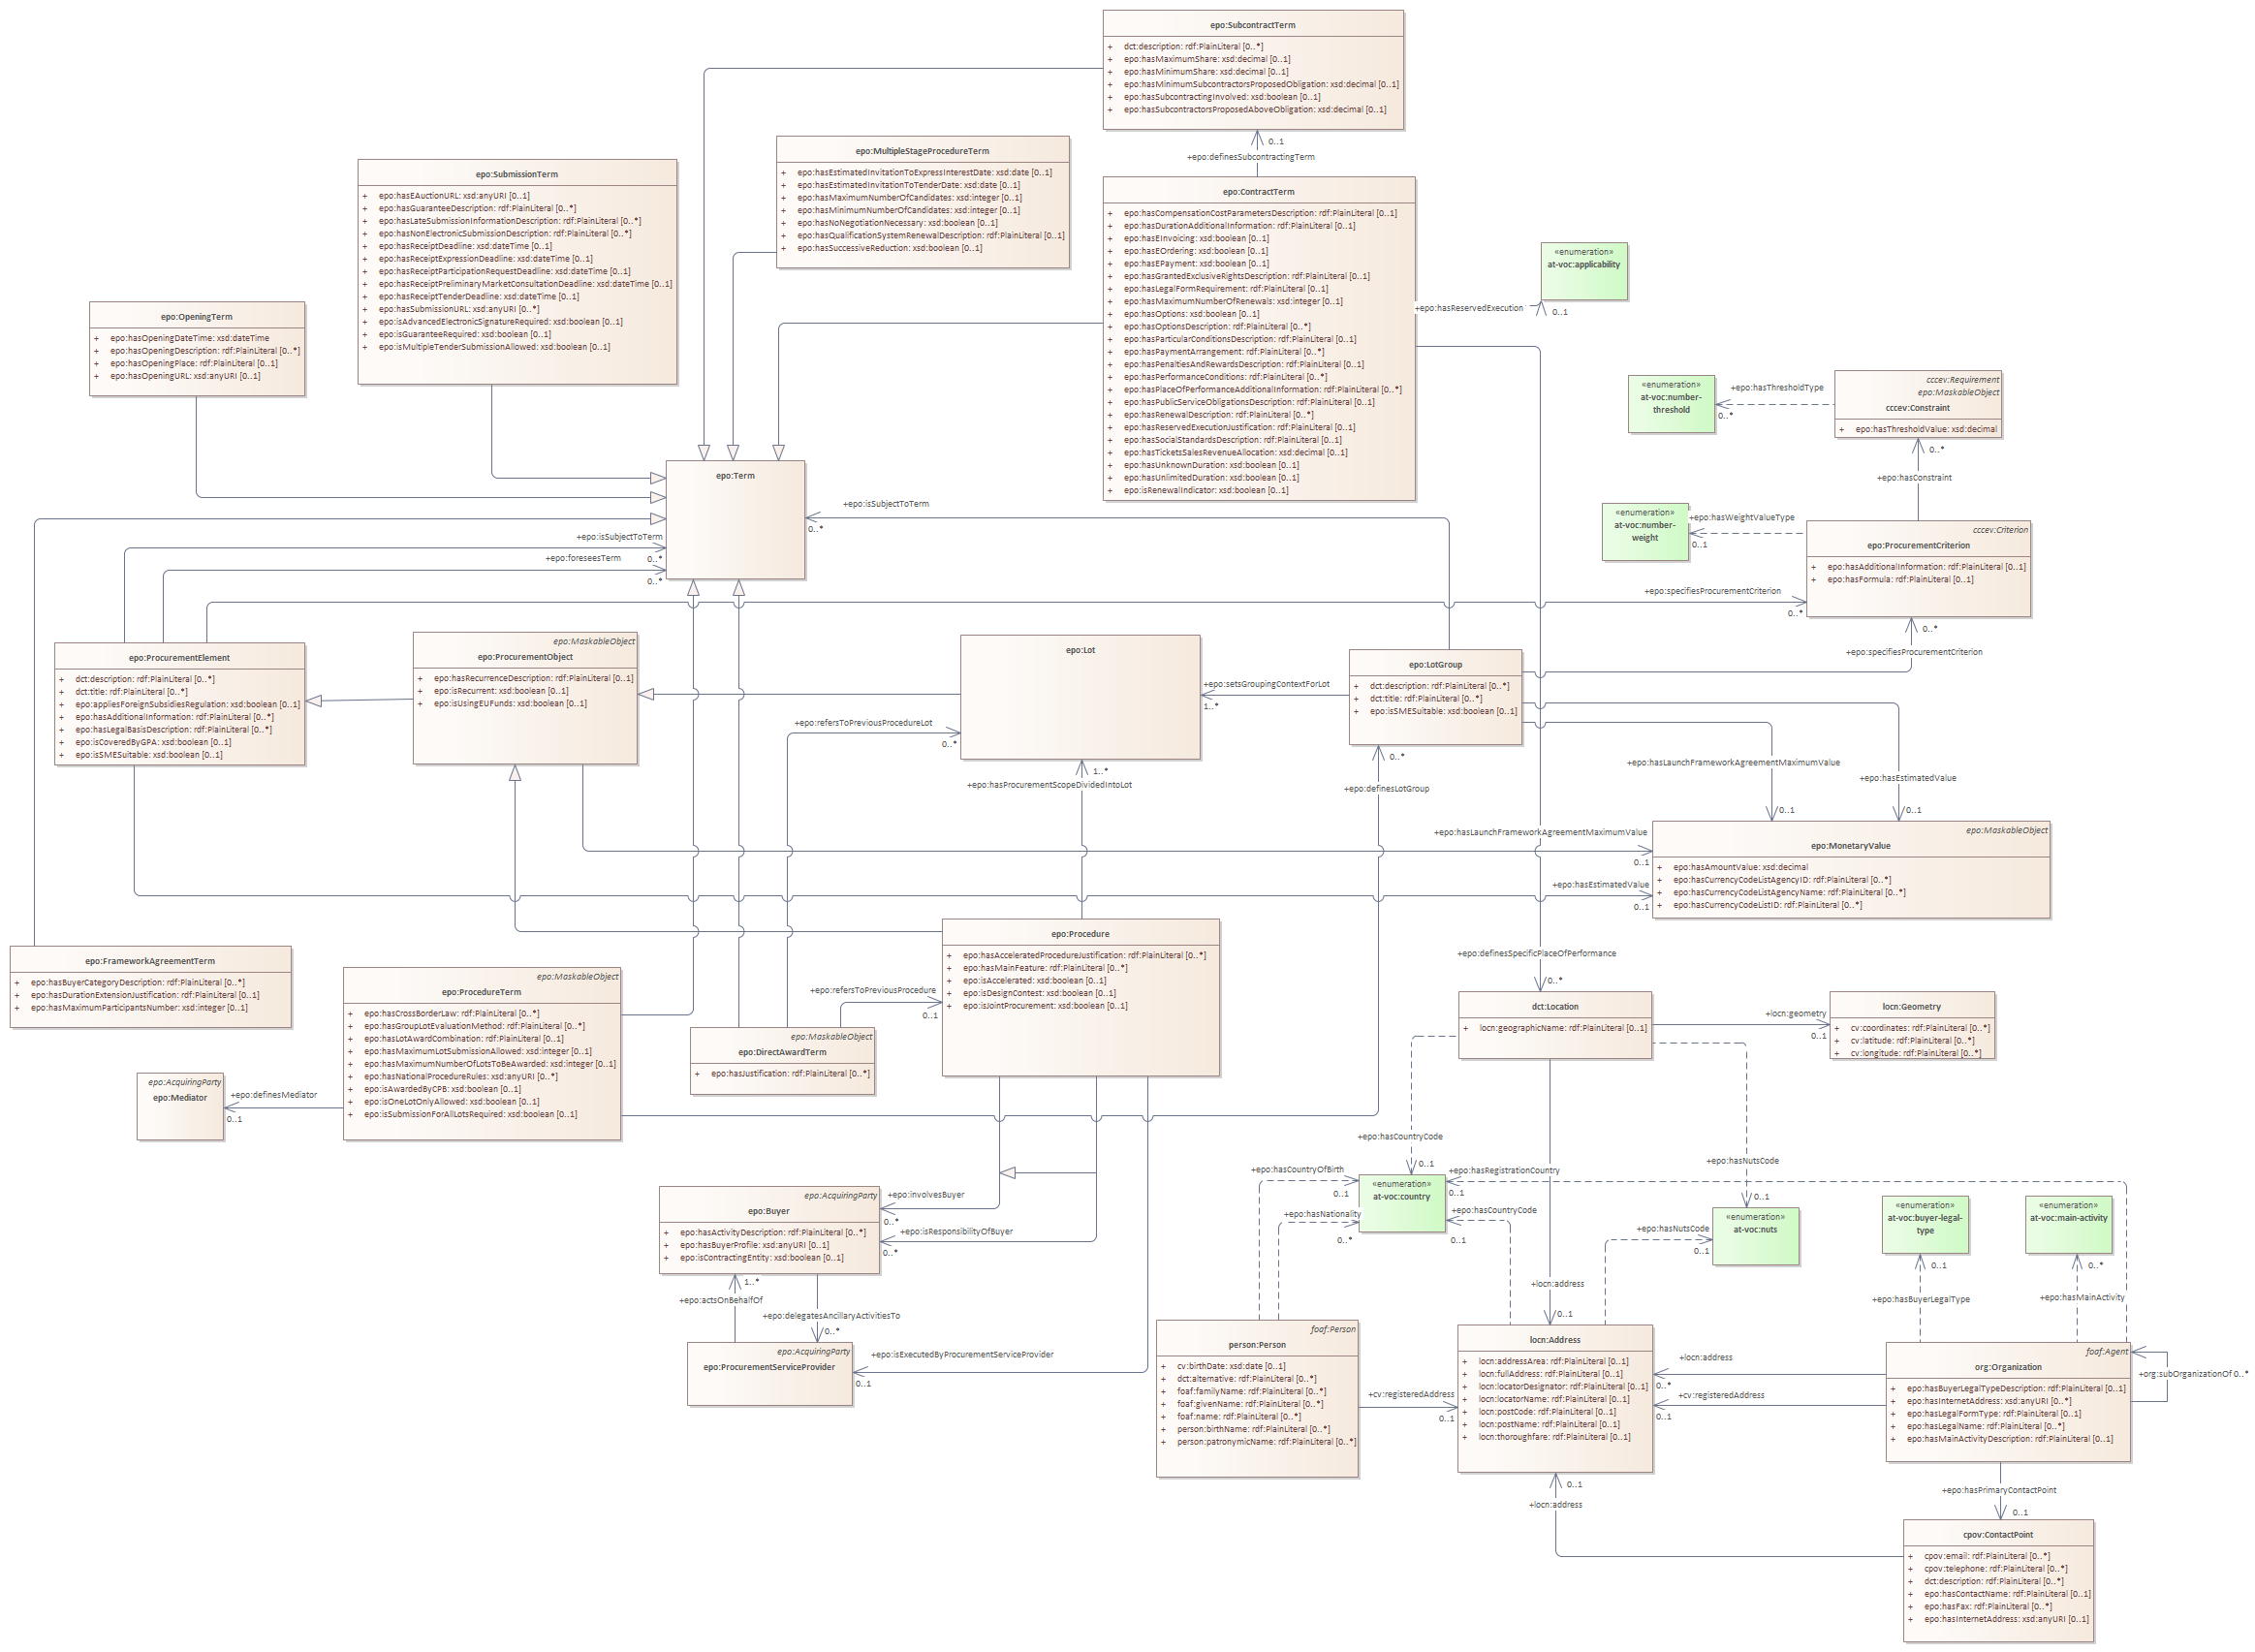 epo:SubcontractTerm
+ dct:description: rdf:PlainLiteral [0..*]
+ epo:hasMaximumShare: xsd:decimal [0..1]
+ epo:hasMinimumShare: xsd:decimal [0..1]
+ epo:hasMinimumSubcontractorsProposedObligation: xsd:decimal [0..1]
+ epo:hasSubcontractingInvolved: xsd:boolean [0..1]
+ epo:hasSubcontractorsProposedAboveObligation: xsd:decimal [0..1]
0..1
+epo:definesSubcontractingTerm
epo:MultipleStageProcedureTerm
+ epo:hasEstimatedInvitationToExpressInterestDate: xsd:date [0..1]
+ epo:hasEstimatedInvitationToTenderDate: xsd:date [0..1]
+ epo:hasMaximumNumberOfCandidates: xsd:integer [0..1]
+ epo:hasMinimumNumberOfCandidates: xsd:integer [0..1]
+ epo:hasNoNegotiationNecessary: xsd:boolean [0..1]
+ epo:hasQualificationSystemRenewalDescription: rdf:PlainLiteral [0..1]
+ epo:hasSuccessiveReduction: xsd:boolean [0..1]
epo:SubmissionTerm
+ epo:hasEAuctionURL: xsd:anyURI [0..1]
+ epo:hasGuaranteeDescription: rdf:PlainLiteral [0..*]
+ epo:hasLateSubmissionInformationDescription: rdf:PlainLiteral [0..*]
+ epo:hasNonElectronicSubmissionDescription: rdf:PlainLiteral [0..*]
+ epo:hasReceiptDeadline: xsd:dateTime [0..1]
+ epo:hasReceiptExpressionDeadline: xsd:dateTime [0..1]
+ epo:hasReceiptParticipationRequestDeadline: xsd:dateTime [0..1]
+ epo:hasReceiptPreliminaryMarketConsultationDeadline: xsd:dateTime [0..1]
+ epo:hasReceiptTenderDeadline: xsd:dateTime [0..1]
+ epo:hasSubmissionURL: xsd:anyURI [0..*]
+ epo:isAdvancedElectronicSignatureRequired: xsd:boolean [0..1]
+ epo:isGuaranteeRequired: xsd:boolean [0..1]
+ epo:isMultipleTenderSubmissionAllowed: xsd:boolean [0..1]
epo:ContractTerm
+ epo:hasCompensationCostParametersDescription: rdf:PlainLiteral [0..1]
+ epo:hasDurationAdditionalInformation: rdf:PlainLiteral [0..1]
+ epo:hasEInvoicing: xsd:boolean [0..1]
+ epo:hasEOrdering: xsd:boolean [0..1]
+ epo:hasEPayment: xsd:boolean [0..1]
+ epo:hasGrantedExclusiveRightsDescription: rdf:PlainLiteral [0..1]
+ epo:hasLegalFormRequirement: rdf:PlainLiteral [0..1]
+ epo:hasMaximumNumberOfRenewals: xsd:integer [0..1]
+ epo:hasOptions: xsd:boolean [0..1]
+ epo:hasOptionsDescription: rdf:PlainLiteral [0..*]
+ epo:hasParticularConditionsDescription: rdf:PlainLiteral [0..1]
+ epo:hasPaymentArrangement: rdf:PlainLiteral [0..*]
+ epo:hasPenaltiesAndRewardsDescription: rdf:PlainLiteral [0..1]
+ epo:hasPerformanceConditions: rdf:PlainLiteral [0..*]
+ epo:hasPlaceOfPerformanceAdditionalInformation: rdf:PlainLiteral [0..*]
+ epo:hasPublicServiceObligationsDescription: rdf:PlainLiteral [0..1]
+ epo:hasRenewalDescription: rdf:PlainLiteral [0..*]
+ epo:hasReservedExecutionJustification: rdf:PlainLiteral [0..1]
+ epo:hasSocialStandardsDescription: rdf:PlainLiteral [0..1]
+ epo:hasTicketsSalesRevenueAllocation: xsd:decimal [0..1]
+ epo:hasUnknownDuration: xsd:boolean [0..1]
+ epo:hasUnlimitedDuration: xsd:boolean [0..1]
+ epo:isRenewalIndicator: xsd:boolean [0..1]
«enumeration»
at-voc:applicability
+epo:hasReservedExecution
0..1
epo:OpeningTerm
+ epo:hasOpeningDateTime: xsd:dateTime
+ epo:hasOpeningDescription: rdf:PlainLiteral [0..*]
+ epo:hasOpeningPlace: rdf:PlainLiteral [0..1]
+ epo:hasOpeningURL: xsd:anyURI [0..1]
«enumeration»
at-voc:number-
threshold
+epo:hasThresholdType
0..*
cccev:Requirement
epo:MaskableObject
cccev:Constraint
+ epo:hasThresholdValue: xsd:decimal
0..*
+epo:hasConstraint
epo:Term
+epo:isSubjectToTerm
0..*
«enumeration»
at-voc:number-
weight
+epo:hasWeightValueType
0..1
cccev:Criterion
epo:ProcurementCriterion
+ epo:hasAdditionalInformation: rdf:PlainLiteral [0..1]
+ epo:hasFormula: rdf:PlainLiteral [0..1]
+epo:isSubjectToTerm
0..*
+epo:foreseesTerm
0..*
+epo:specifiesProcurementCriterion
0..*
0..*
+epo:specifiesProcurementCriterion
epo:ProcurementElement
+ dct:description: rdf:PlainLiteral [0..*]
+ dct:title: rdf:PlainLiteral [0..*]
+ epo:appliesForeignSubsidiesRegulation: xsd:boolean [0..1]
+ epo:hasAdditionalInformation: rdf:PlainLiteral [0..*]
+ epo:hasLegalBasisDescription: rdf:PlainLiteral [0..*]
+ epo:isCoveredByGPA: xsd:boolean [0..1]
+ epo:isSMESuitable: xsd:boolean [0..1]
epo:MaskableObject
epo:ProcurementObject
+ epo:hasRecurrenceDescription: rdf:PlainLiteral [0..1]
+ epo:isRecurrent: xsd:boolean [0..1]
+ epo:isUsingEUFunds: xsd:boolean [0..1]
epo:Lot
+epo:setsGroupingContextForLot
1..*
epo:LotGroup
+ dct:description: rdf:PlainLiteral [0..*]
+ dct:title: rdf:PlainLiteral [0..*]
+ epo:isSMESuitable: xsd:boolean [0..1]
+epo:refersToPreviousProcedureLot
0..*
1..*
+epo:hasProcurementScopeDividedIntoLot
0..*
+epo:definesLotGroup
+epo:hasLaunchFrameworkAgreementMaximumValue
0..1
+epo:hasEstimatedValue
0..1
+epo:hasLaunchFrameworkAgreementMaximumValue
0..1
+epo:hasEstimatedValue
0..1
epo:MaskableObject
epo:MonetaryValue
+ epo:hasAmountValue: xsd:decimal
+ epo:hasCurrencyCodeListAgencyID: rdf:PlainLiteral [0..*]
+ epo:hasCurrencyCodeListAgencyName: rdf:PlainLiteral [0..*]
+ epo:hasCurrencyCodeListID: rdf:PlainLiteral [0..*]
epo:Procedure
+ epo:hasAcceleratedProcedureJustification: rdf:PlainLiteral [0..*]
+ epo:hasMainFeature: rdf:PlainLiteral [0..*]
+ epo:isAccelerated: xsd:boolean [0..1]
+ epo:isDesignContest: xsd:boolean [0..1]
+ epo:isJointProcurement: xsd:boolean [0..1]
epo:FrameworkAgreementTerm
+ epo:hasBuyerCategoryDescription: rdf:PlainLiteral [0..*]
+ epo:hasDurationExtensionJustification: rdf:PlainLiteral [0..1]
+ epo:hasMaximumParticipantsNumber: xsd:integer [0..1]
epo:MaskableObject
epo:ProcedureTerm
+ epo:hasCrossBorderLaw: rdf:PlainLiteral [0..*]
+ epo:hasGroupLotEvaluationMethod: rdf:PlainLiteral [0..*]
+ epo:hasLotAwardCombination: rdf:PlainLiteral [0..*]
+ epo:hasMaximumLotSubmissionAllowed: xsd:integer [0..1]
+ epo:hasMaximumNumberOfLotsToBeAwarded: xsd:integer [0..1]
+ epo:hasNationalProcedureRules: xsd:anyURI [0..*]
+ epo:isAwardedByCPB: xsd:boolean [0..1]
+ epo:isOneLotOnlyAllowed: xsd:boolean [0..1]
+ epo:isSubmissionForAllLotsRequired: xsd:boolean [0..1]
+epo:refersToPreviousProcedure
0..1
epo:MaskableObject
epo:DirectAwardTerm
+ epo:hasJustification: rdf:PlainLiteral [0..*]
epo:AcquiringParty
epo:Mediator
+epo:definesMediator
0..1
+epo:definesSpecificPlaceOfPerformance
0..*
dct:Location
+ locn:geographicName: rdf:PlainLiteral [0..1]
+locn:geometry
0..1
locn:Geometry
+ cv:coordinates: rdf:PlainLiteral [0..*]
+ cv:latitude: rdf:PlainLiteral [0..*]
+ cv:longitude: rdf:PlainLiteral [0..*]
+epo:hasCountryCode
0..1
+epo:hasNutsCode
0..1
+epo:hasCountryOfBirth
0..1
+epo:hasNationality
0..*
«enumeration»
at-voc:country
+epo:hasRegistrationCountry
0..1
+epo:hasCountryCode
0..1
+epo:hasNutsCode
0..1
«enumeration»
at-voc:nuts
«enumeration»
at-voc:buyer-legal-
type
«enumeration»
at-voc:main-activity
0..1
+epo:hasBuyerLegalType
0..*
+epo:hasMainActivity
epo:AcquiringParty
epo:Buyer
+ epo:hasActivityDescription: rdf:PlainLiteral [0..*]
+ epo:hasBuyerProfile: xsd:anyURI [0..1]
+ epo:isContractingEntity: xsd:boolean [0..1]
+epo:involvesBuyer
0..*
+epo:isResponsibilityOfBuyer
0..*
1..*
+epo:actsOnBehalfOf
+epo:delegatesAncillaryActivitiesTo
0..*
epo:AcquiringParty
epo:ProcurementServiceProvider
+epo:isExecutedByProcurementServiceProvider
0..1
+locn:address
0..1
foaf:Person
person:Person
+ cv:birthDate: xsd:date [0..1]
+ dct:alternative: rdf:PlainLiteral [0..*]
+ foaf:familyName: rdf:PlainLiteral [0..*]
+ foaf:givenName: rdf:PlainLiteral [0..*]
+ foaf:name: rdf:PlainLiteral [0..*]
+ person:birthName: rdf:PlainLiteral [0..*]
+ person:patronymicName: rdf:PlainLiteral [0..*]
+cv:registeredAddress
0..1
locn:Address
+ locn:addressArea: rdf:PlainLiteral [0..1]
+ locn:fullAddress: rdf:PlainLiteral [0..1]
+ locn:locatorDesignator: rdf:PlainLiteral [0..1]
+ locn:locatorName: rdf:PlainLiteral [0..1]
+ locn:postCode: rdf:PlainLiteral [0..1]
+ locn:postName: rdf:PlainLiteral [0..1]
+ locn:thoroughfare: rdf:PlainLiteral [0..1]
+locn:address
0..*
+cv:registeredAddress
0..1
foaf:Agent
org:Organization
+ epo:hasBuyerLegalTypeDescription: rdf:PlainLiteral [0..1]
+ epo:hasInternetAddress: xsd:anyURI [0..*]
+ epo:hasLegalFormType: rdf:PlainLiteral [0..1]
+ epo:hasLegalName: rdf:PlainLiteral [0..*]
+ epo:hasMainActivityDescription: rdf:PlainLiteral [0..1]
+org:subOrganizationOf 0..*
+epo:hasPrimaryContactPoint
0..1
0..1
+locn:address
cpov:ContactPoint
+ cpov:email: rdf:PlainLiteral [0..*]
+ cpov:telephone: rdf:PlainLiteral [0..*]
+ dct:description: rdf:PlainLiteral [0..*]
+ epo:hasContactName: rdf:PlainLiteral [0..1]
+ epo:hasFax: rdf:PlainLiteral [0..*]
+ epo:hasInternetAddress: xsd:anyURI [0..1]